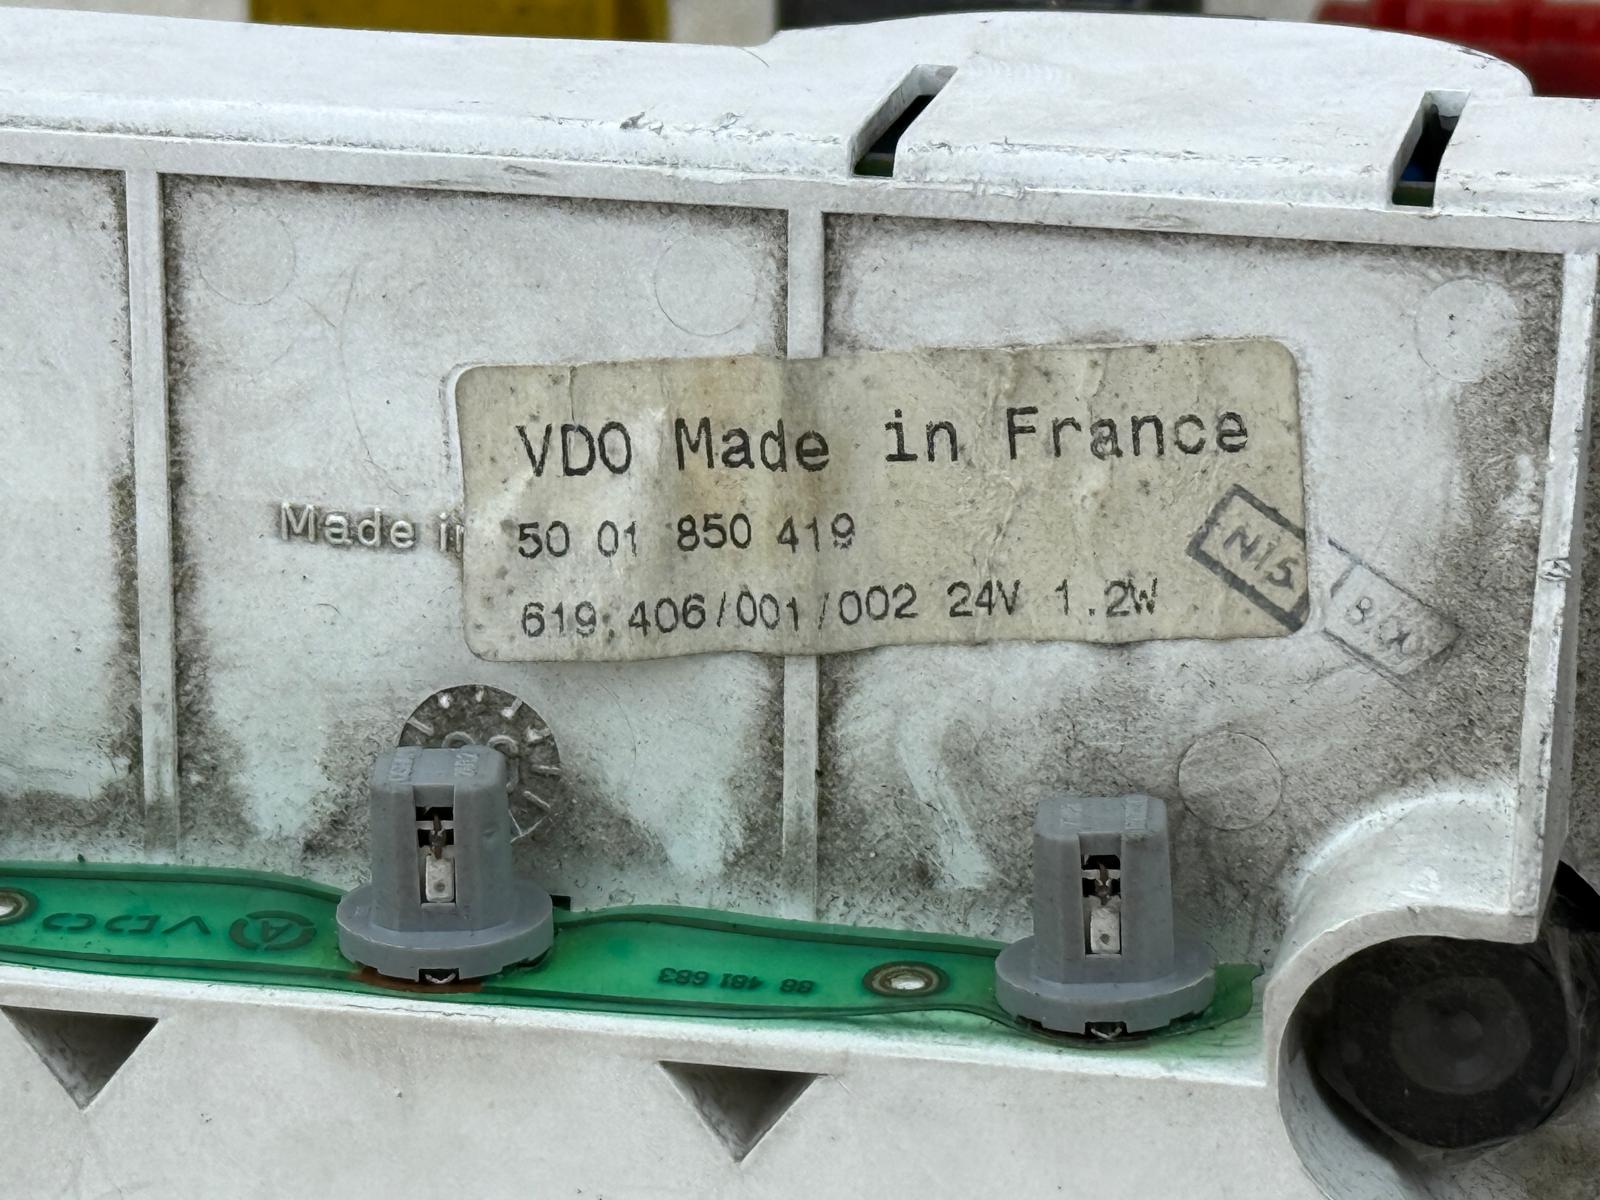 VDO Made in France
Made in
50 01 850 419
619.406/001/002 24V 1.2W
N15
VDO
88 481 683